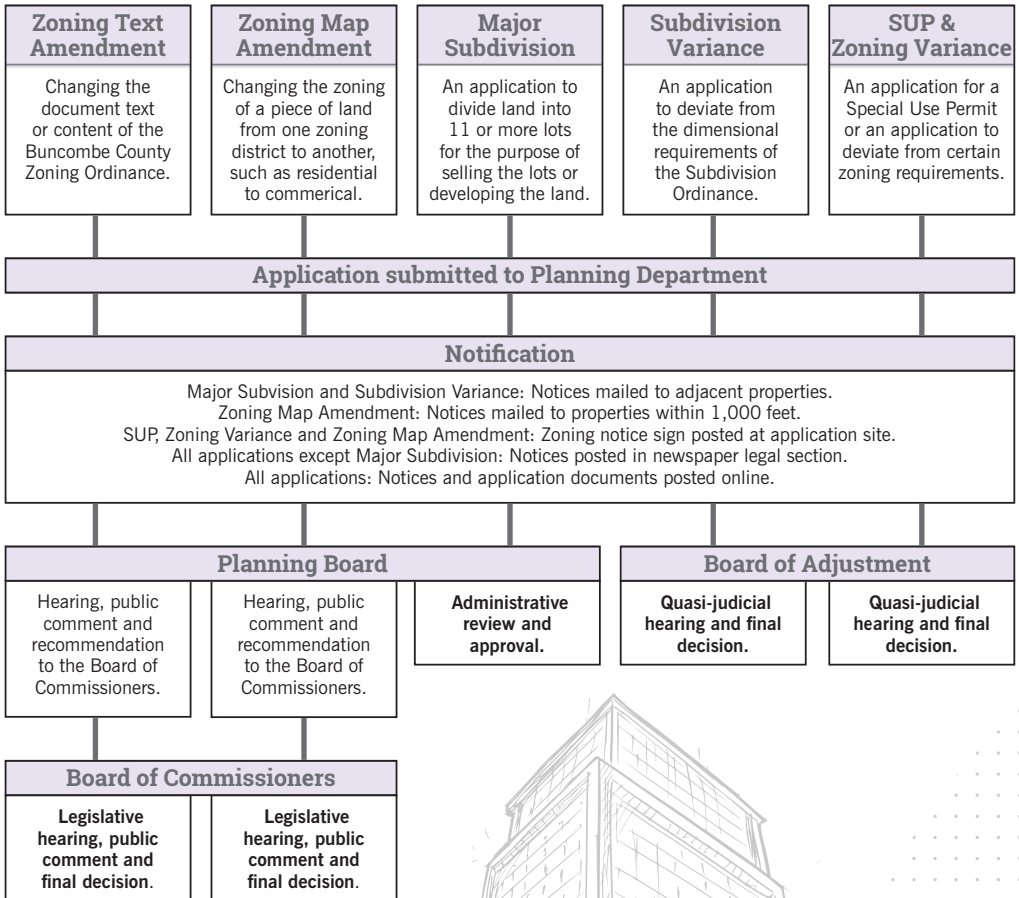 Zoning Text
Amendment
Changing the
document text
or content of the
Buncombe County
Zoning Ordinance.
Zoning Map
Amendment
Changing the zoning
of a piece of land
from one zoning
district to another,
such as residential
to commerical.
Major
Subdivision
An application to
divide land into
11 or more lots
for the purpose of
selling the lots or
developing the land.
Subdivision
Variance
An application
to deviate from
the dimensional
requirements of
the Subdivision
Ordinance.
SUP &
Zoning Variance
An application for a
Special Use Permit
or an application to
deviate from certain
zoning requirements.
Application submitted to Planning Department
Notification
Major Subvision and Subdivision Variance: Notices mailed to adjacent properties.
Zoning Map Amendment: Notices mailed to properties within 1,000 feet.
SUP, Zoning Variance and Zoning Map Amendment: Zoning notice sign posted at application site.
All applications except Major Subdivision: Notices posted in newspaper legal section.
All applications: Notices and application documents posted online.
Planning Board
Hearing, public
comment and
recommendation
to the Board of
Commissioners.
Hearing, public
comment and
recommendation
to the Board of
Commissioners.
Administrative
review and
approval.
Board of Adjustment
Quasi-judicial
hearing and final
decision.
Quasi-judicial
hearing and final
decision.
Board of Commissioners
Legislative
hearing, public
comment and
final decision.
Legislative
hearing, public
comment and
final decision.